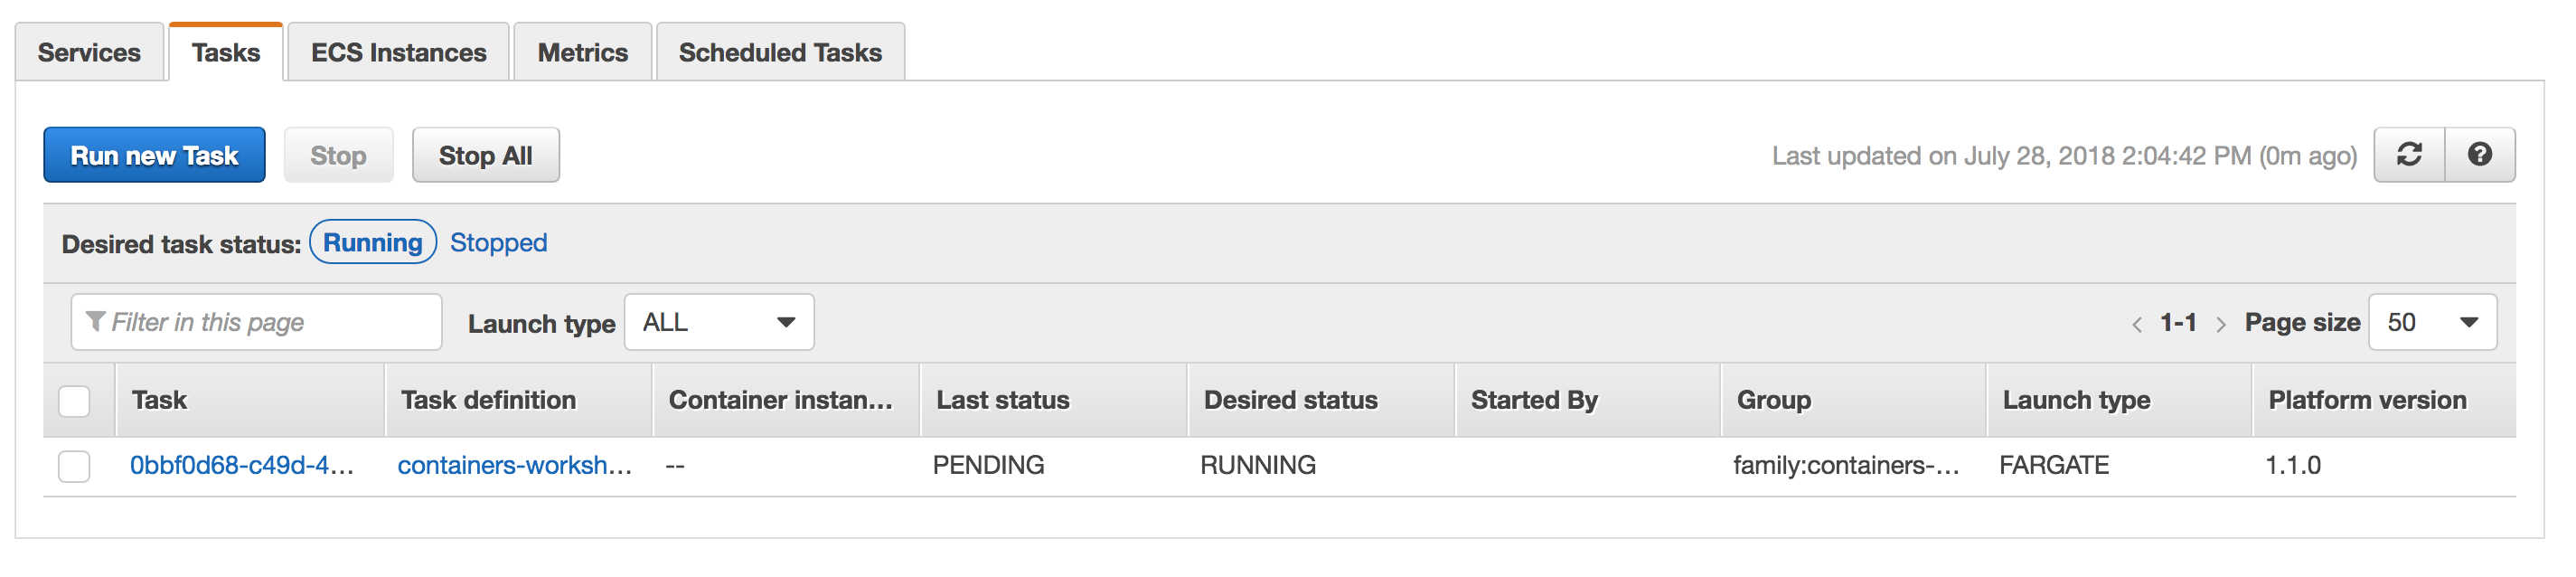 Services Tasks ECS Instances Metrics Scheduled Tasks
Run new Task Stop Stop All Last updated on July 28, 2018 2:04:42 PM (0m ago)
Desired task status: Running Stopped
Filter in this page Launch type ALL 1-1 Page size 50
Task Task definition Container instan... Last status Desired status Started By Group Launch type Platform version
0bbf0d68-c49d-4... containers-worksh... -- PENDING RUNNING family:containers-... FARGATE 1.1.0